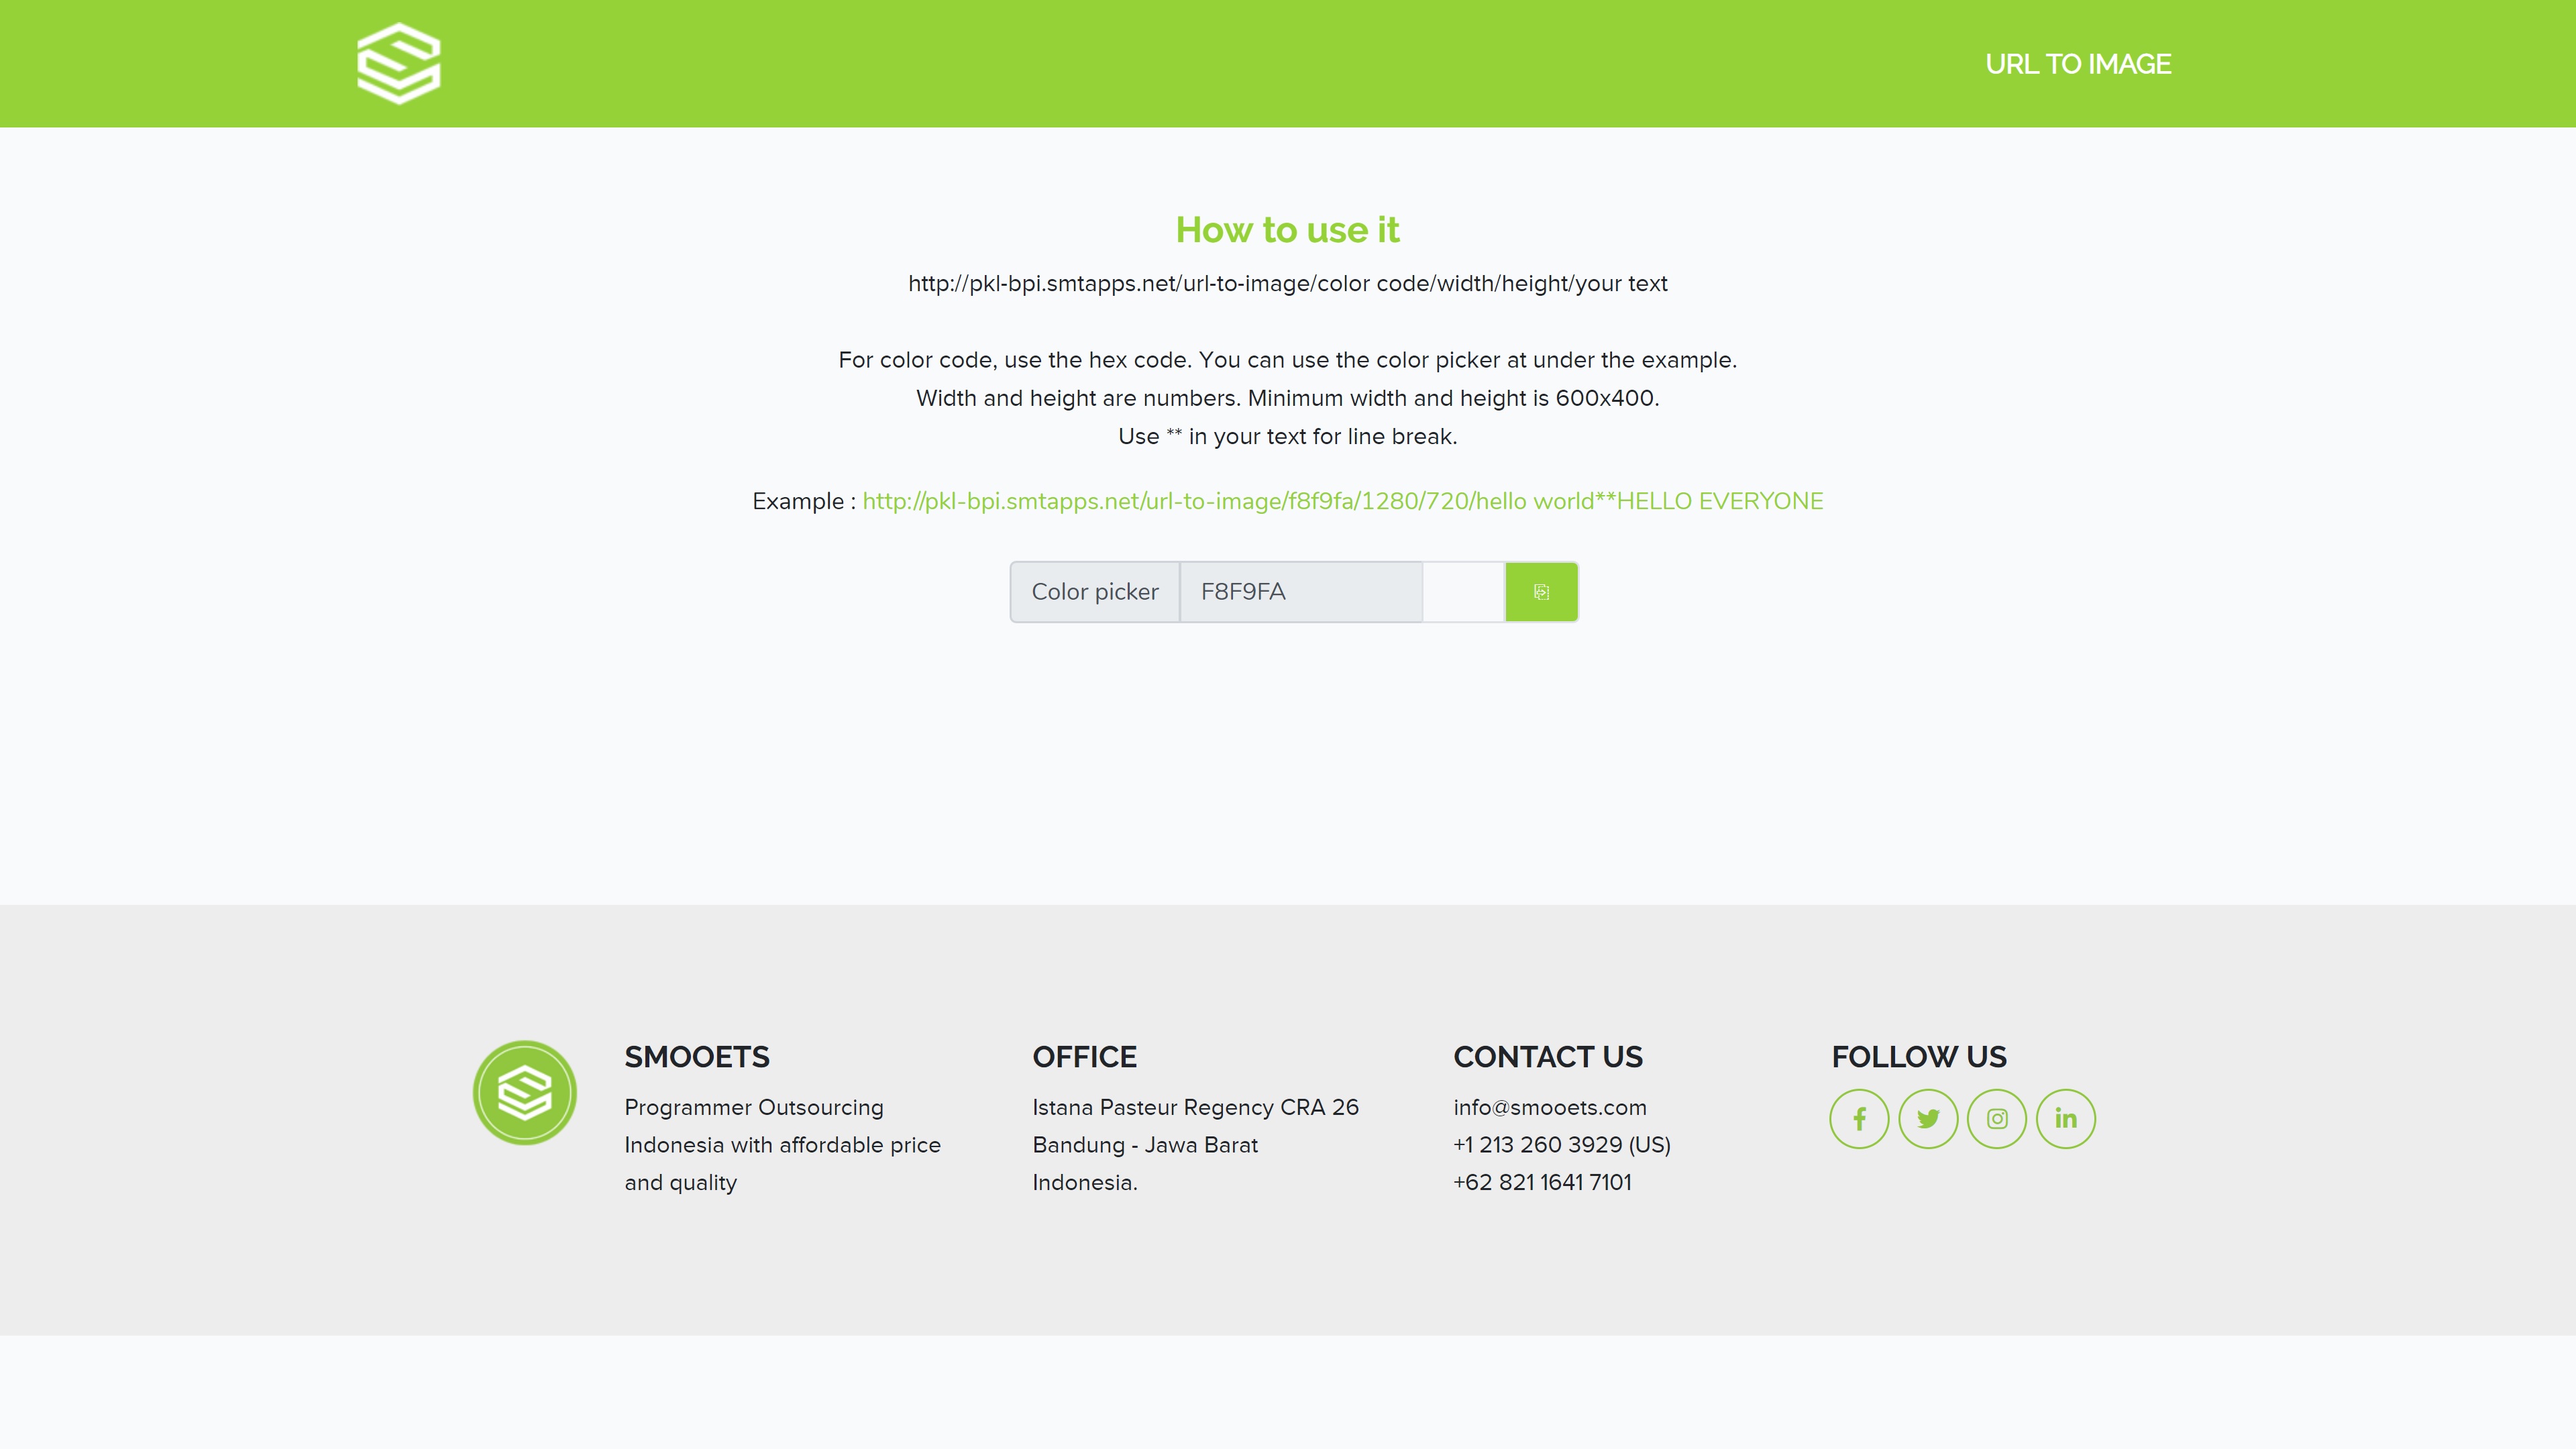 URL TO IMAGE
How to use it
http://pkl-bpi.smtapps.net/url-to-image/color code/width/height/your text
For color code, use the hex code. You can use the color picker at under the example.
Width and height are numbers. Minimum width and height is 600x400.
Use ** in your text for line break.
Example : http://pkl-bpi.smtapps.net/url-to-image/f8f9fa/1280/720/hello world**HELLO EVERYONE
Color picker F8F9FA
SMOOETS
Programmer Outsourcing
Indonesia with affordable price
and quality
OFFICE
Istana Pasteur Regency CRA 26
Bandung - Jawa Barat
Indonesia.
CONTACT US
info@smooets.com
+1 213 260 3929 (US)
+62 821 1641 7101
FOLLOW US